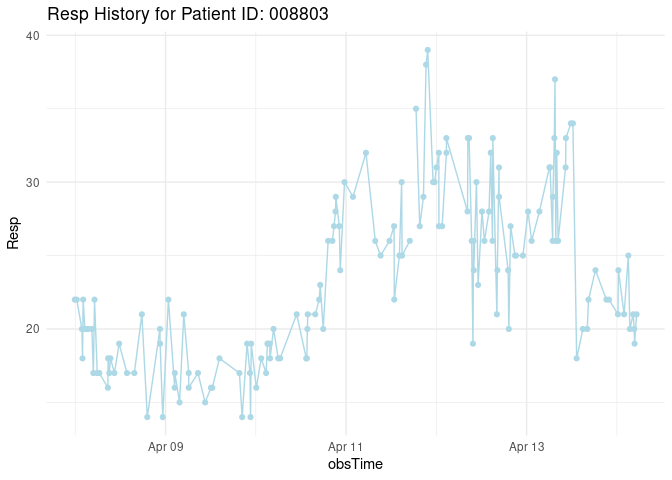 Resp History for Patient ID: 008803
40
30
20
Resp
Apr 09
Apr 11
Apr 13
obsTime